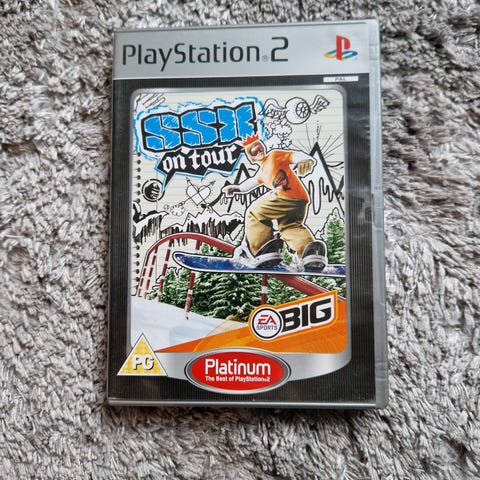 PlayStation®2
PAL
SSX
on tour
EA
SPORTS
BIG
PG
Platinum
The Best of PlayStation®2